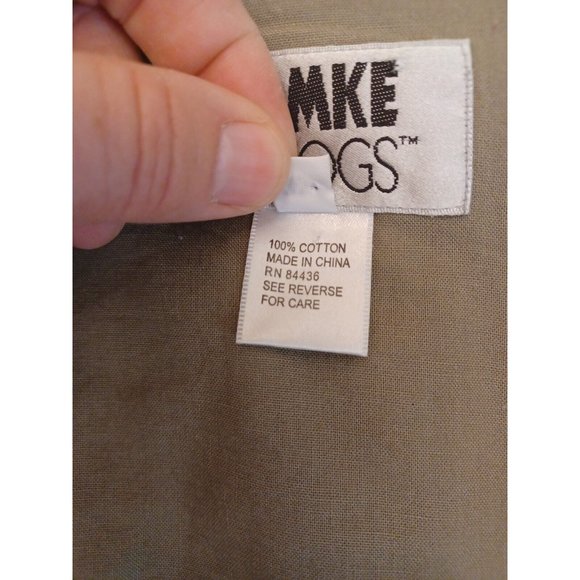 MKE
OGS™
100% COTTON
MADE IN CHINA
RN 84436
SEE REVERSE
FOR CARE